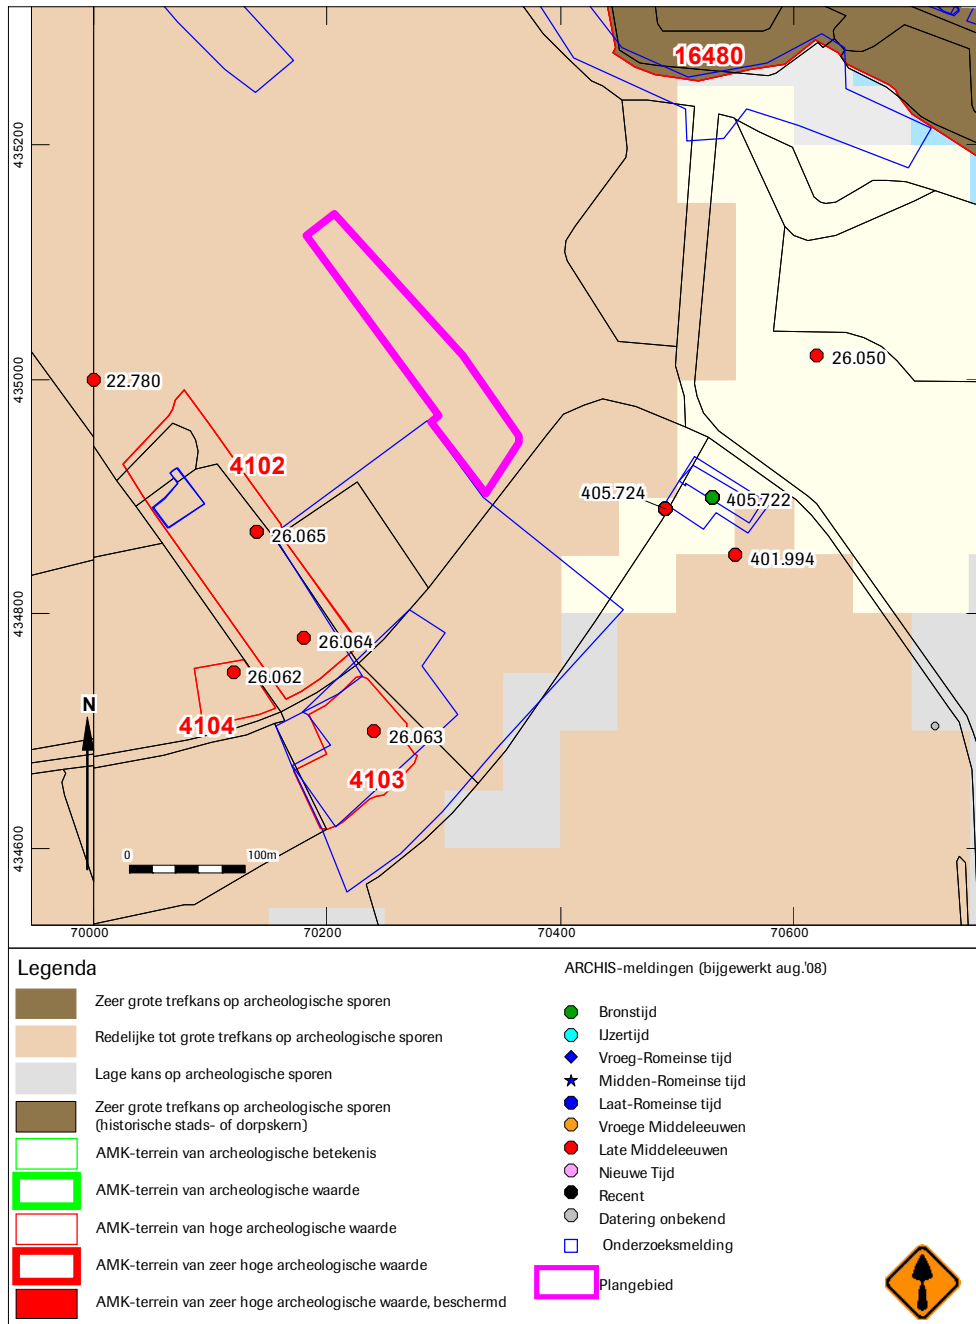 16480
435200
26.050
435000
22.780
4102
405.724
405.722
26.065
401.994
434800
26.064
26.062
N
4104
26.063
4103
434600
0
100m
70000
70200
70400
70600
Legenda
Zeer grote trefkans op archeologische sporen
Redelijke tot grote trefkans op archeologische sporen
Lage kans op archeologische sporen
Zeer grote trefkans op archeologische sporen
(historische stads- of dorpskern)
AMK-terrein van archeologische betekenis
AMK-terrein van archeologische waarde
AMK-terrein van hoge archeologische waarde
AMK-terrein van zeer hoge archeologische waarde
AMK-terrein van zeer hoge archeologische waarde, beschermd
ARCHIS-meldingen (bijgewerkt aug.'08)
Bronstijd
IJzertijd
Vroeg-Romeinse tijd
Midden-Romeinse tijd
Laat-Romeinse tijd
Vroege Middeleeuwen
Late Middeleeuwen
Nieuwe Tijd
Recent
Datering onbekend
Onderzoeksmelding
Plangebied